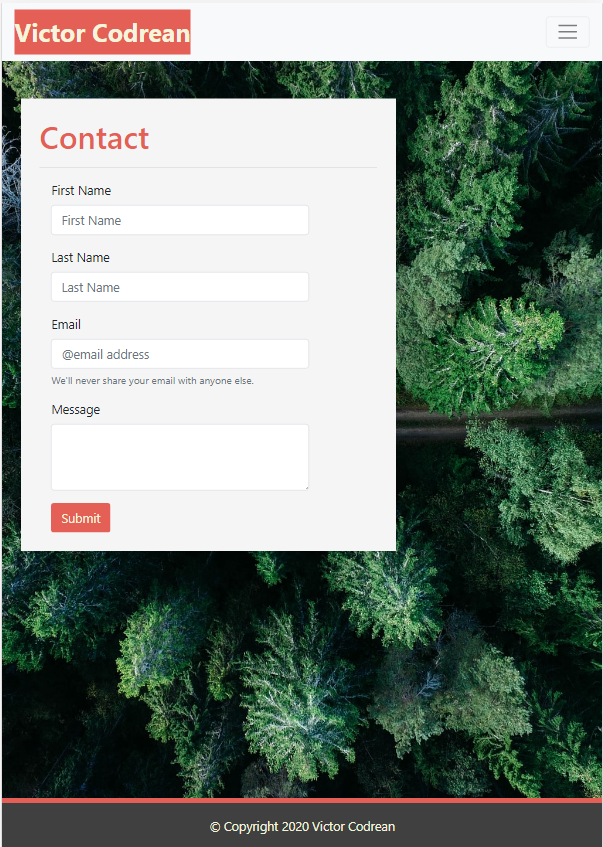 Victor Codrean
Contact
First Name
First Name
Last Name
Last Name
Email
@email address
We'll never share your email with anyone else.
Message
Submit
© Copyright 2020 Victor Codrean